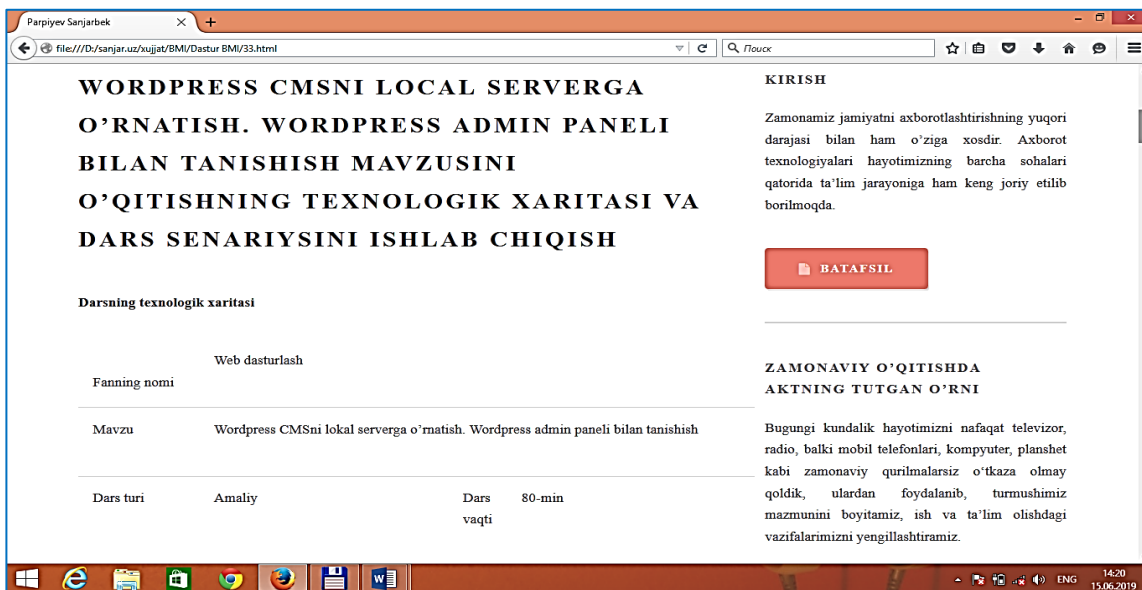 Parpiyev Sanjarbek
file:///D:/sanjar.uz/xujjat/BMI/Dastur BMI/33.html
Поиск
WORDPRESS CMSNI LOCAL SERVERGA
O’RNATISH. WORDPRESS ADMIN PANELI
BILAN TANISHISH MAVZUSINI
O’QITISHNING TEXNOLOGIK XARITASI VA
DARS SENARIYSINI ISHLAB CHIQISH
Darsning texnologik xaritasi
Web dasturlash
Fanning nomi
Mavzu Wordpress CMSni lokal serverga o’rnatish. Wordpress admin paneli bilan tanishish
Dars turi Amaliy Dars 80-min
vaqti
KIRISH
Zamonamiz jamiyatni axborotlashtirishning yuqori
darajasi bilan ham o’ziga xosdir. Axborot
texnologiyalari hayotimizning barcha sohalari
qatorida ta’lim jarayoniga ham keng joriy etilib
borilmoqda.
BATAFSIL
ZAMONAVIY O’QITISHDA
AKTNING TUTGAN O’RNI
Bugungi kundalik hayotimizni nafaqat televizor,
radio, balki mobil telefonlari, kompyuter, planshet
kabi zamonaviy qurilmalarsiz o‘tkaza olmay
qoldik, ulardan foydalanib, turmushimiz
mazmunini boyitamiz, ish va ta’lim olishdagi
vazifalarimizni yengillashtiramiz.
ENG
14:20
15.06.2019